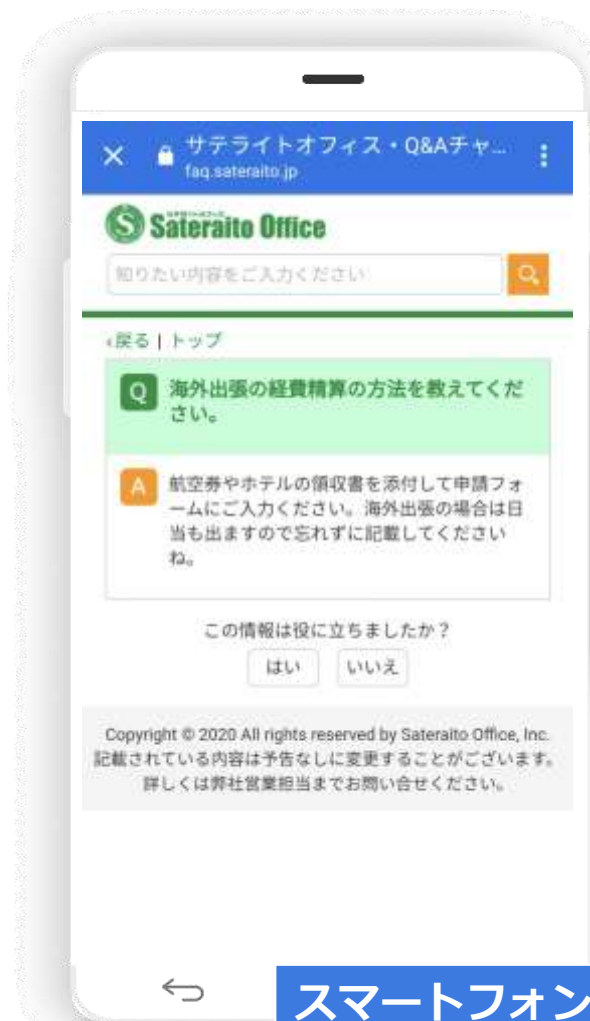 サテライトオフィス・Q&Aチャ...
faq.sateraito.jp
Sateraito Office
知りたい内容をご入力ください
‹戻る | トップ
Q 海外出張の経費精算の方法を教えてくだ
さい。
A 航空券やホテルの領収書を添付して申請フォ
ームにご入力ください。海外出張の場合は日
当も出ますので忘れずに記載してください
ね。
この情報は役に立ちましたか？
はい いいえ
Copyright © 2020 All rights reserved by Sateraito Office, Inc.
記載されている内容は予告なしに変更することがございます。
詳しくは弊社営業担当までお問い合せください。
スマートフォン